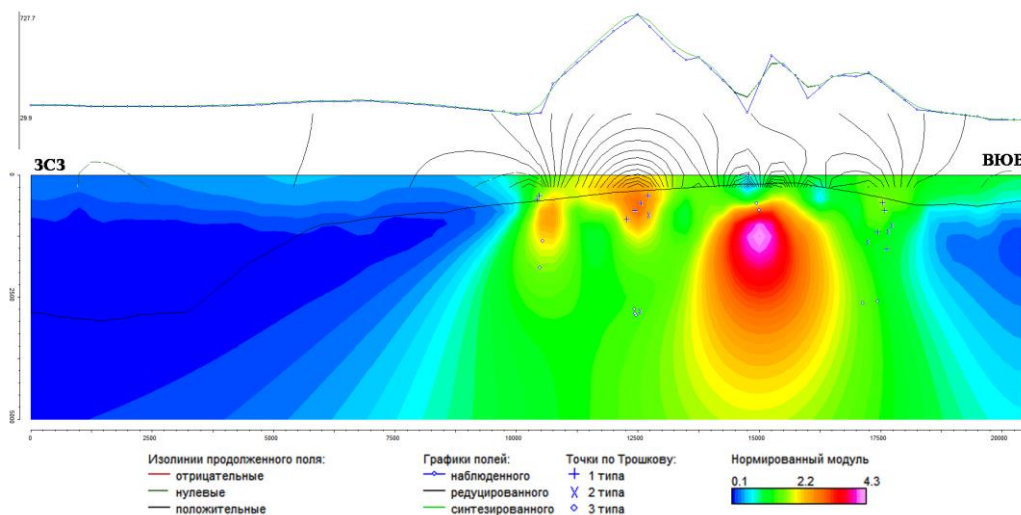 727.7
29.9
ЗСЗ
ВЮВ
0
2500
5000
0 2500 5000 7500 10000 12500 15000 17500 20000
Изолинии продолженного поля: Графики полей: Точки по Трошкову: Нормированный модуль
отрицательные наблюденного 1 типа 0.1 2.2 4.3
нулевые редуцированного 2 типа
положительные синтезированного 3 типа